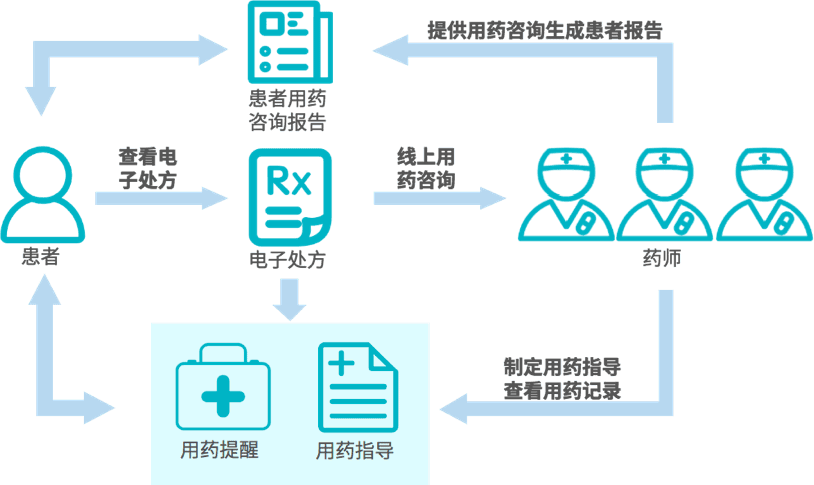 提供用药咨询生成患者报告
患者用药
咨询报告
查看电
子处方
线上用
药咨询
Rx
患者
电子处方
药师
制定用药指导
查看用药记录
用药提醒
用药指导